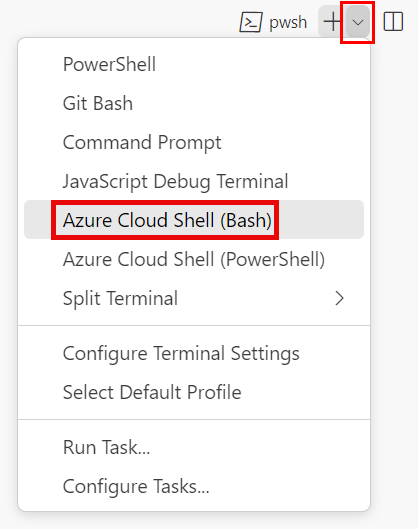 pwsh
PowerShell
Git Bash
Command Prompt
JavaScript Debug Terminal
Azure Cloud Shell (Bash)
Azure Cloud Shell (PowerShell)
Split Terminal
Configure Terminal Settings
Select Default Profile
Run Task...
Configure Tasks...